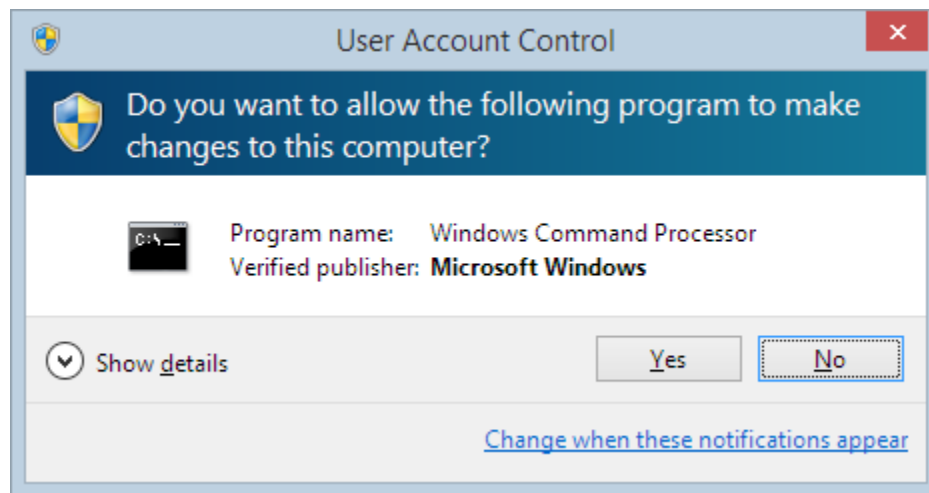 User Account Control
Do you want to allow the following program to make
changes to this computer?
C:\_
Program name: Windows Command Processor
Verified publisher: Microsoft Windows
Show details
Yes
No
Change when these notifications appear